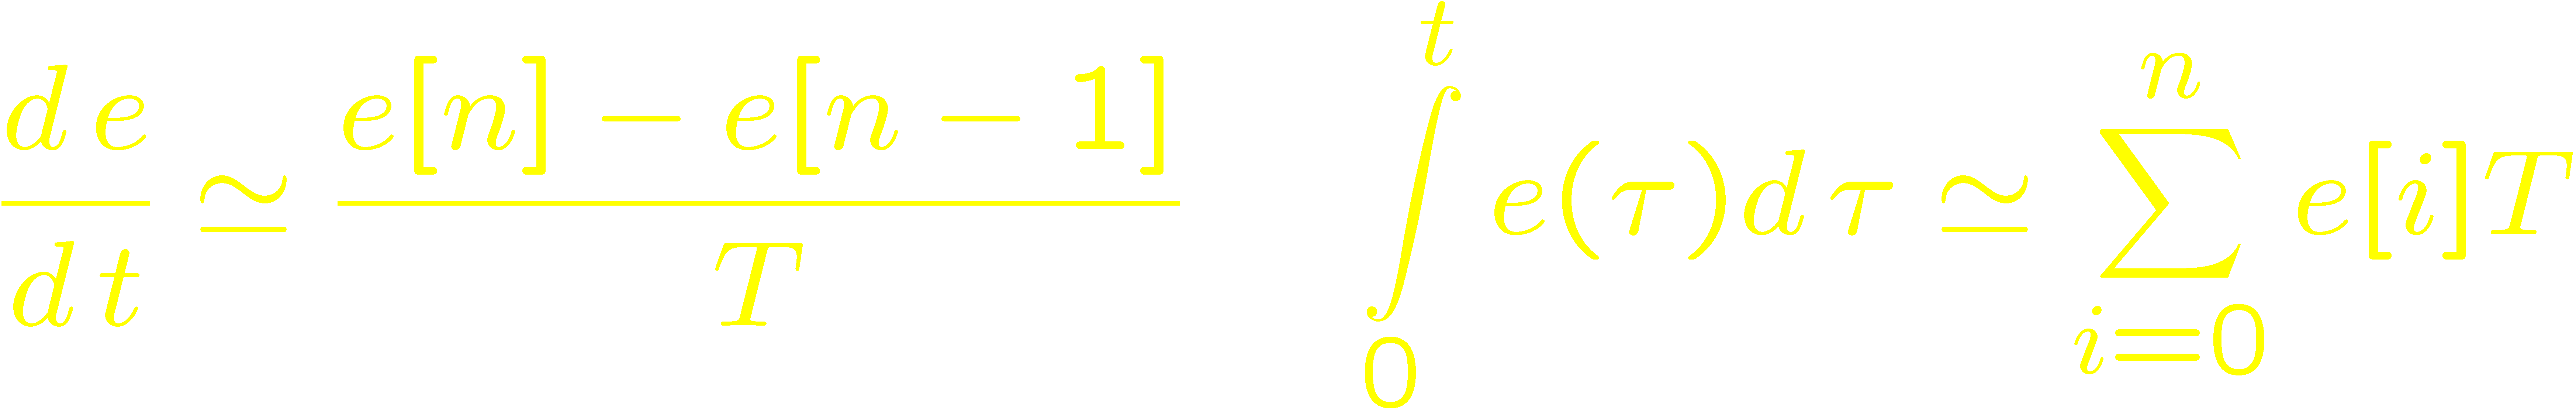 de/dt ≃ (e[n] − e[n − 1])/T ∫₀ᵗ e(τ)dτ ≃ ∑ᵢ₌₀ⁿ e[i]T